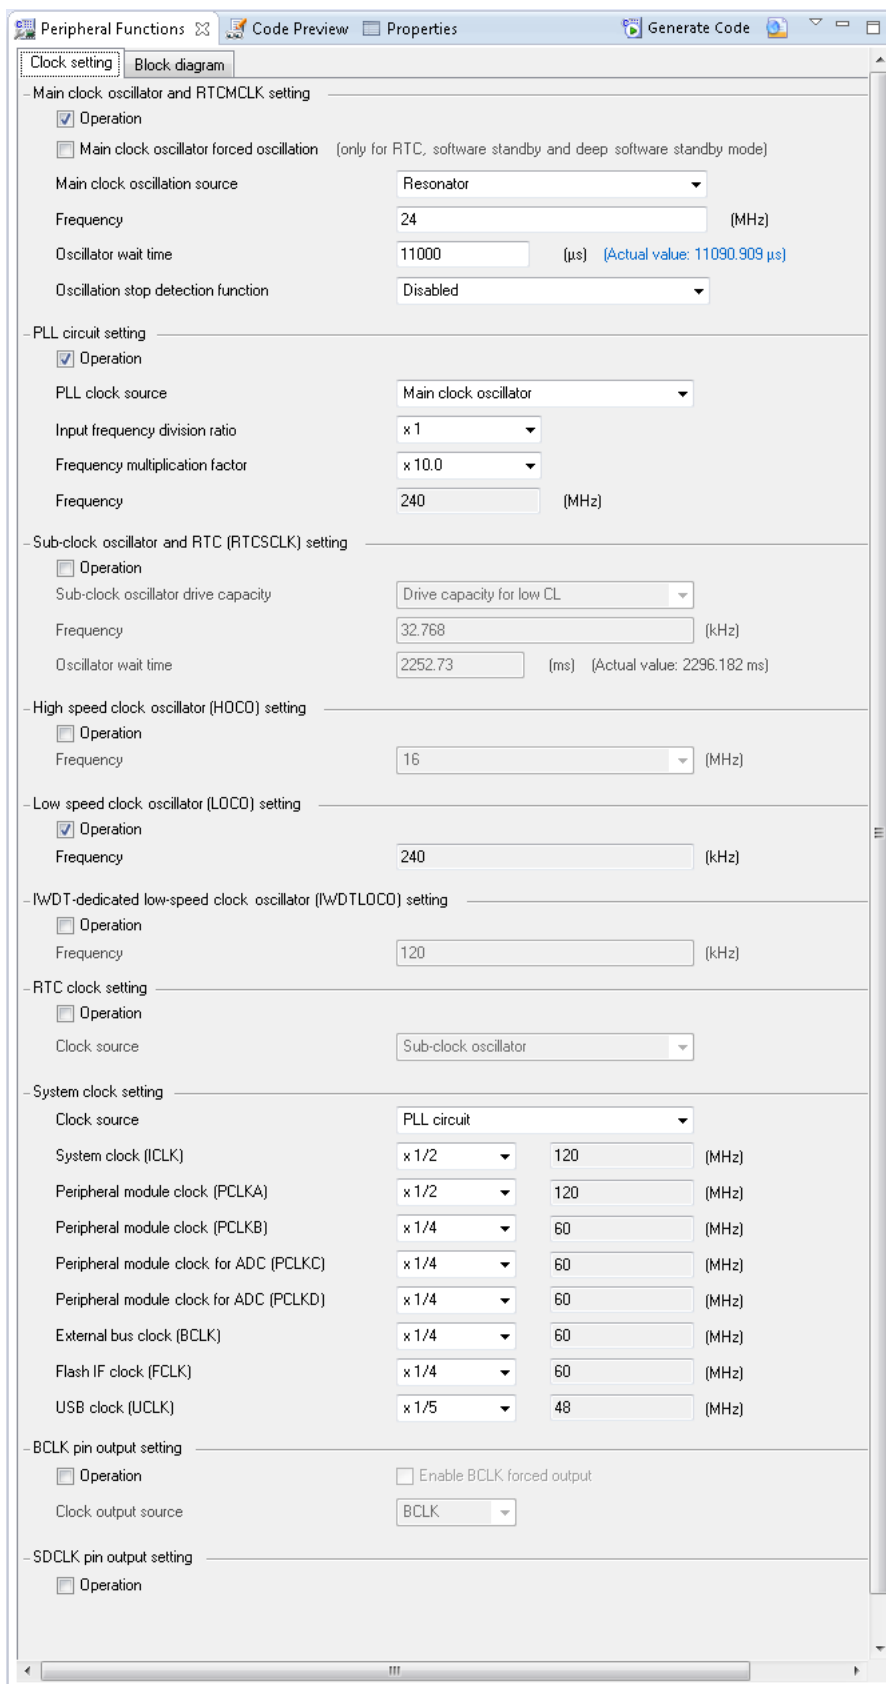 Peripheral Functions Code Preview Properties Generate Code
Clock setting Block diagram
Main clock oscillator and RTCMCLK setting
Operation
Main clock oscillator forced oscillation (only for RTC, software standby and deep software standby mode)
Main clock oscillation source Resonator
Frequency 24 (MHz)
Oscillator wait time 11000 (µs) (Actual value: 11090.909 µs)
Oscillation stop detection function Disabled
PLL circuit setting
Operation
PLL clock source Main clock oscillator
Input frequency division ratio x 1
Frequency multiplication factor x 10.0
Frequency 240 (MHz)
Sub-clock oscillator and RTC (RTCSCLK) setting
Operation
Sub-clock oscillator drive capacity Drive capacity for low CL
Frequency 32.768 (kHz)
Oscillator wait time 2252.73 (ms) (Actual value: 2296.182 ms)
High speed clock oscillator (HOCO) setting
Operation
Frequency 16 (MHz)
Low speed clock oscillator (LOCO) setting
Operation
Frequency 240 (kHz)
IWDT-dedicated low-speed clock oscillator (IWDTLOCO) setting
Operation
Frequency 120 (kHz)
RTC clock setting
Operation
Clock source Sub-clock oscillator
System clock setting
Clock source PLL circuit
System clock (ICLK) x 1/2 120 (MHz)
Peripheral module clock (PCLKA) x 1/2 120 (MHz)
Peripheral module clock (PCLKB) x 1/4 60 (MHz)
Peripheral module clock for ADC (PCLKC) x 1/4 60 (MHz)
Peripheral module clock for ADC (PCLKD) x 1/4 60 (MHz)
External bus clock (BCLK) x 1/4 60 (MHz)
Flash IF clock (FCLK) x 1/4 60 (MHz)
USB clock (UCLK) x 1/5 48 (MHz)
BCLK pin output setting
Operation Enable BCLK forced output
Clock output source BCLK
SDCLK pin output setting
Operation